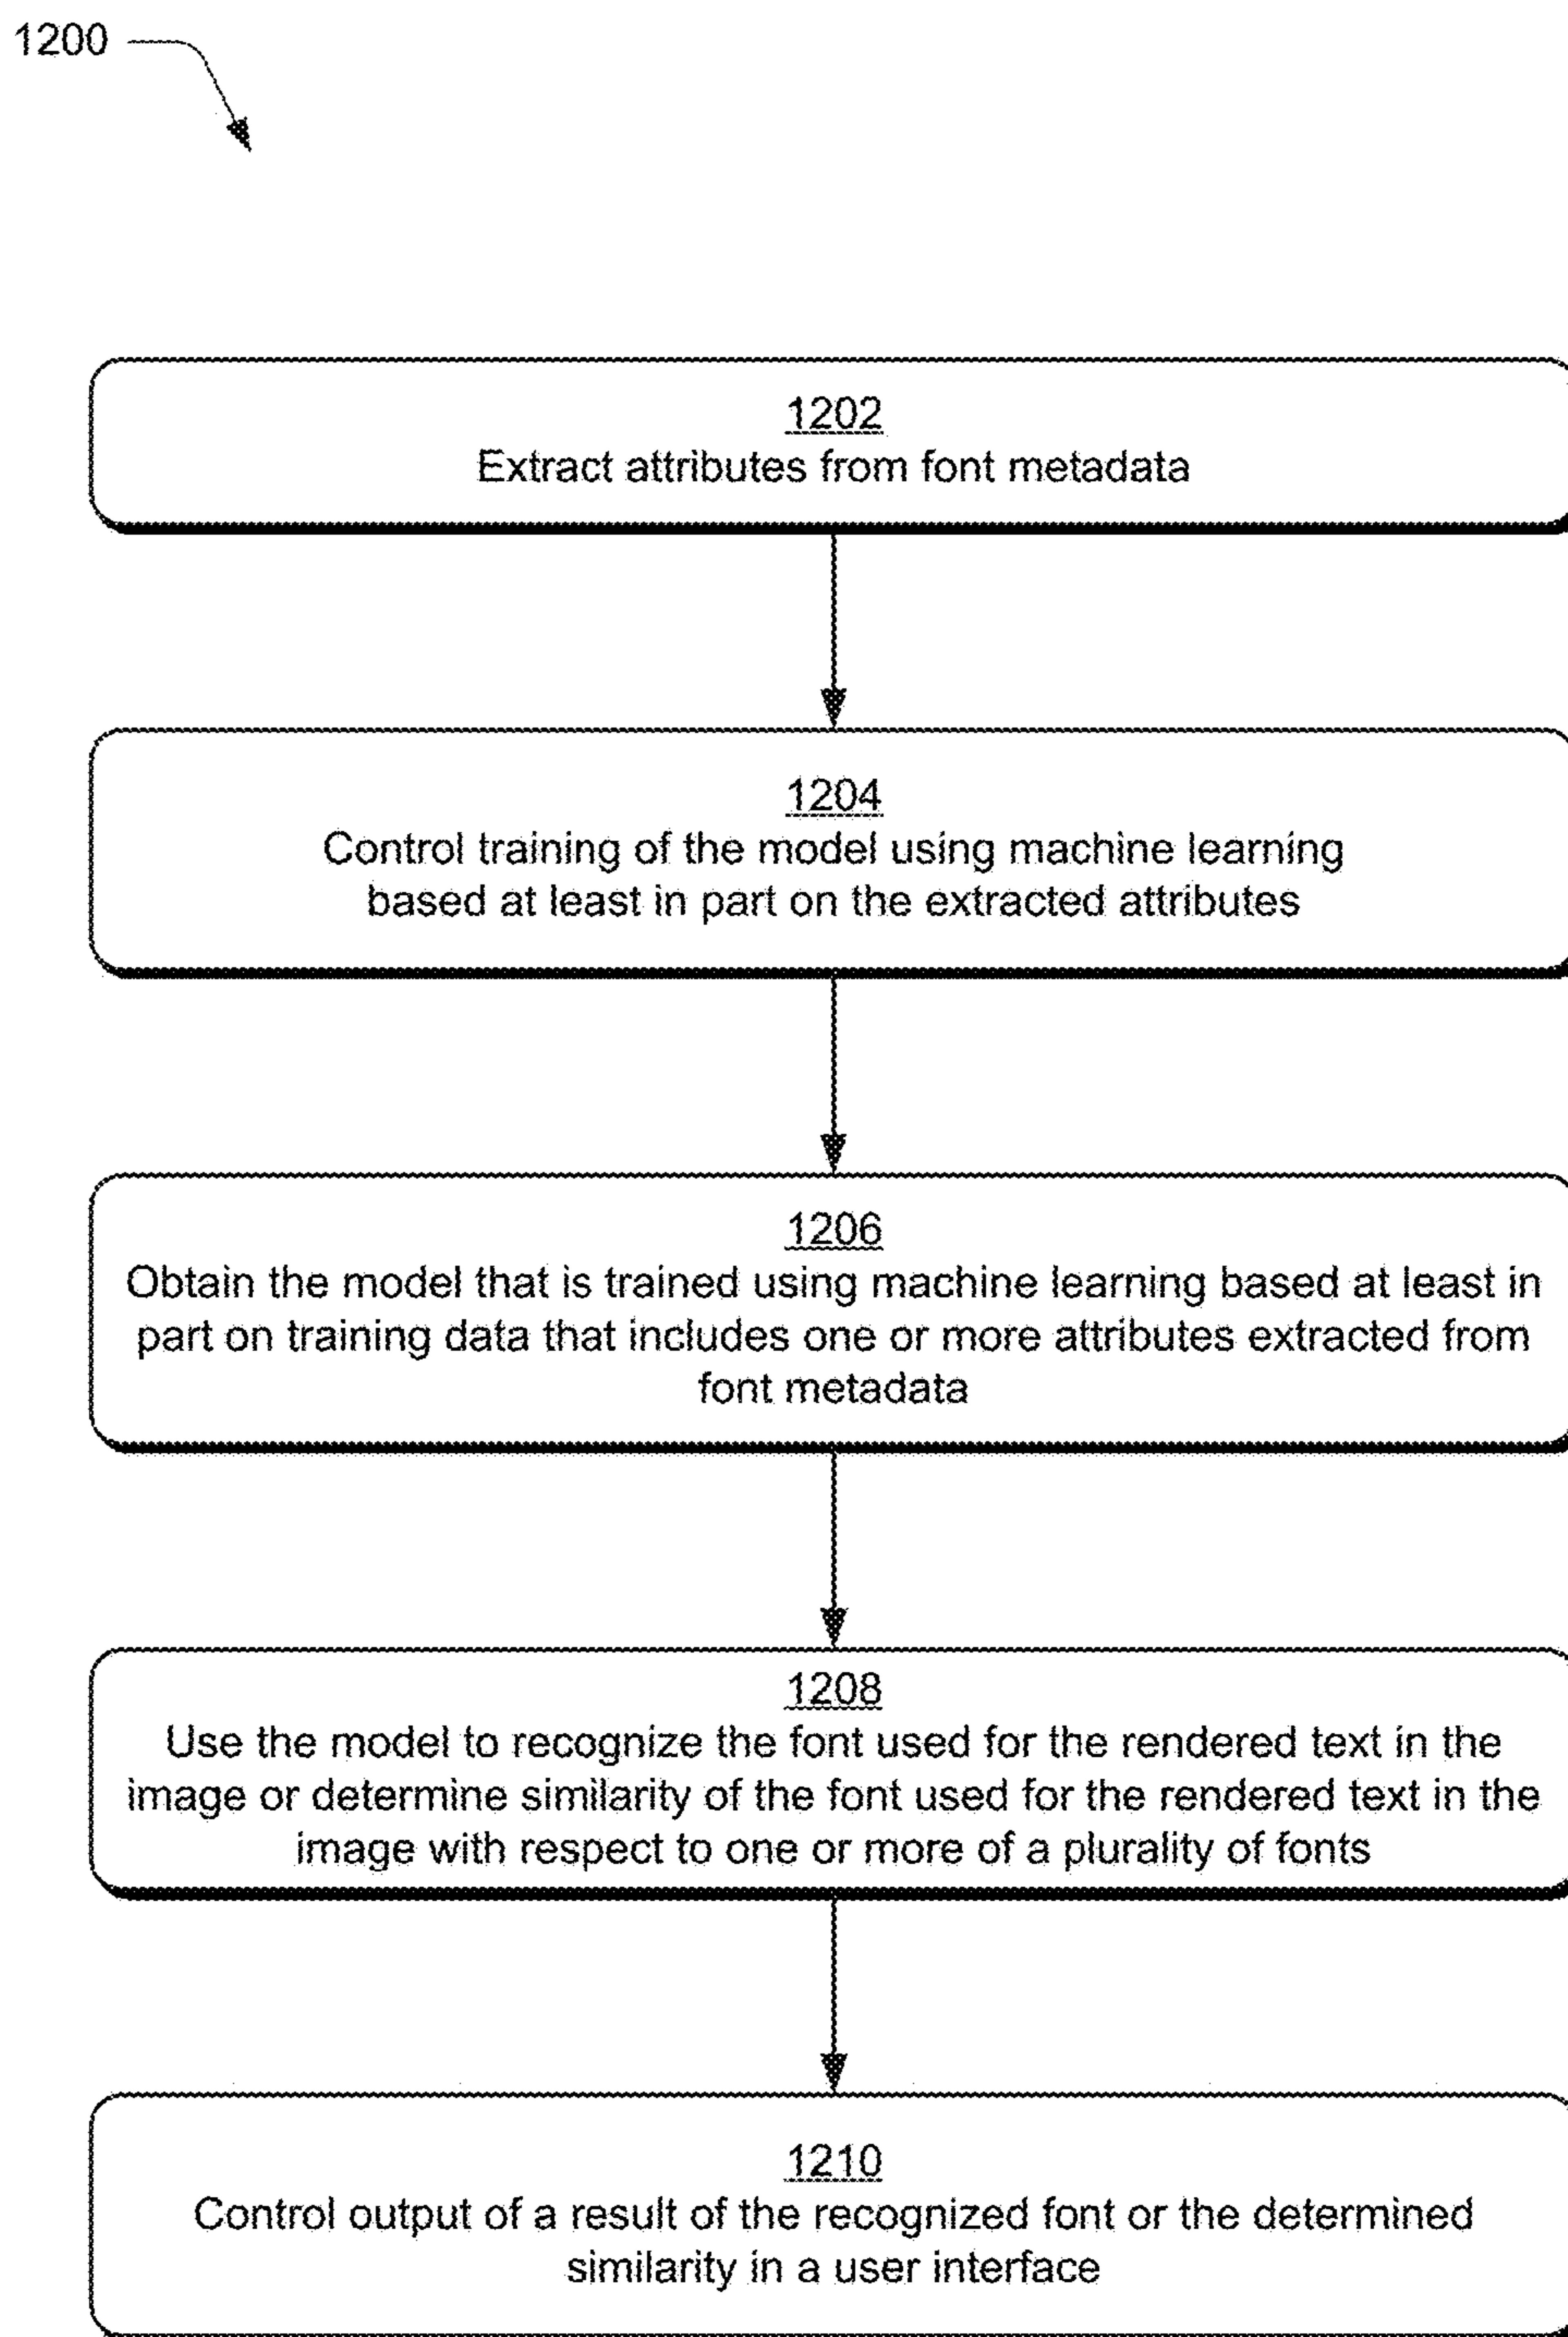 1200
1202
Extract attributes from font metadata
1204
Control training of the model using machine learning
based at least in part on the extracted attributes
1206
Obtain the model that is trained using machine learning based at least in
part on training data that includes one or more attributes extracted from
font metadata
1208
Use the model to recognize the font used for the rendered text in the
image or determine similarity of the font used for the rendered text in the
image with respect to one or more of a plurality of fonts
1210
Control output of a result of the recognized font or the determined
similarity in a user interface